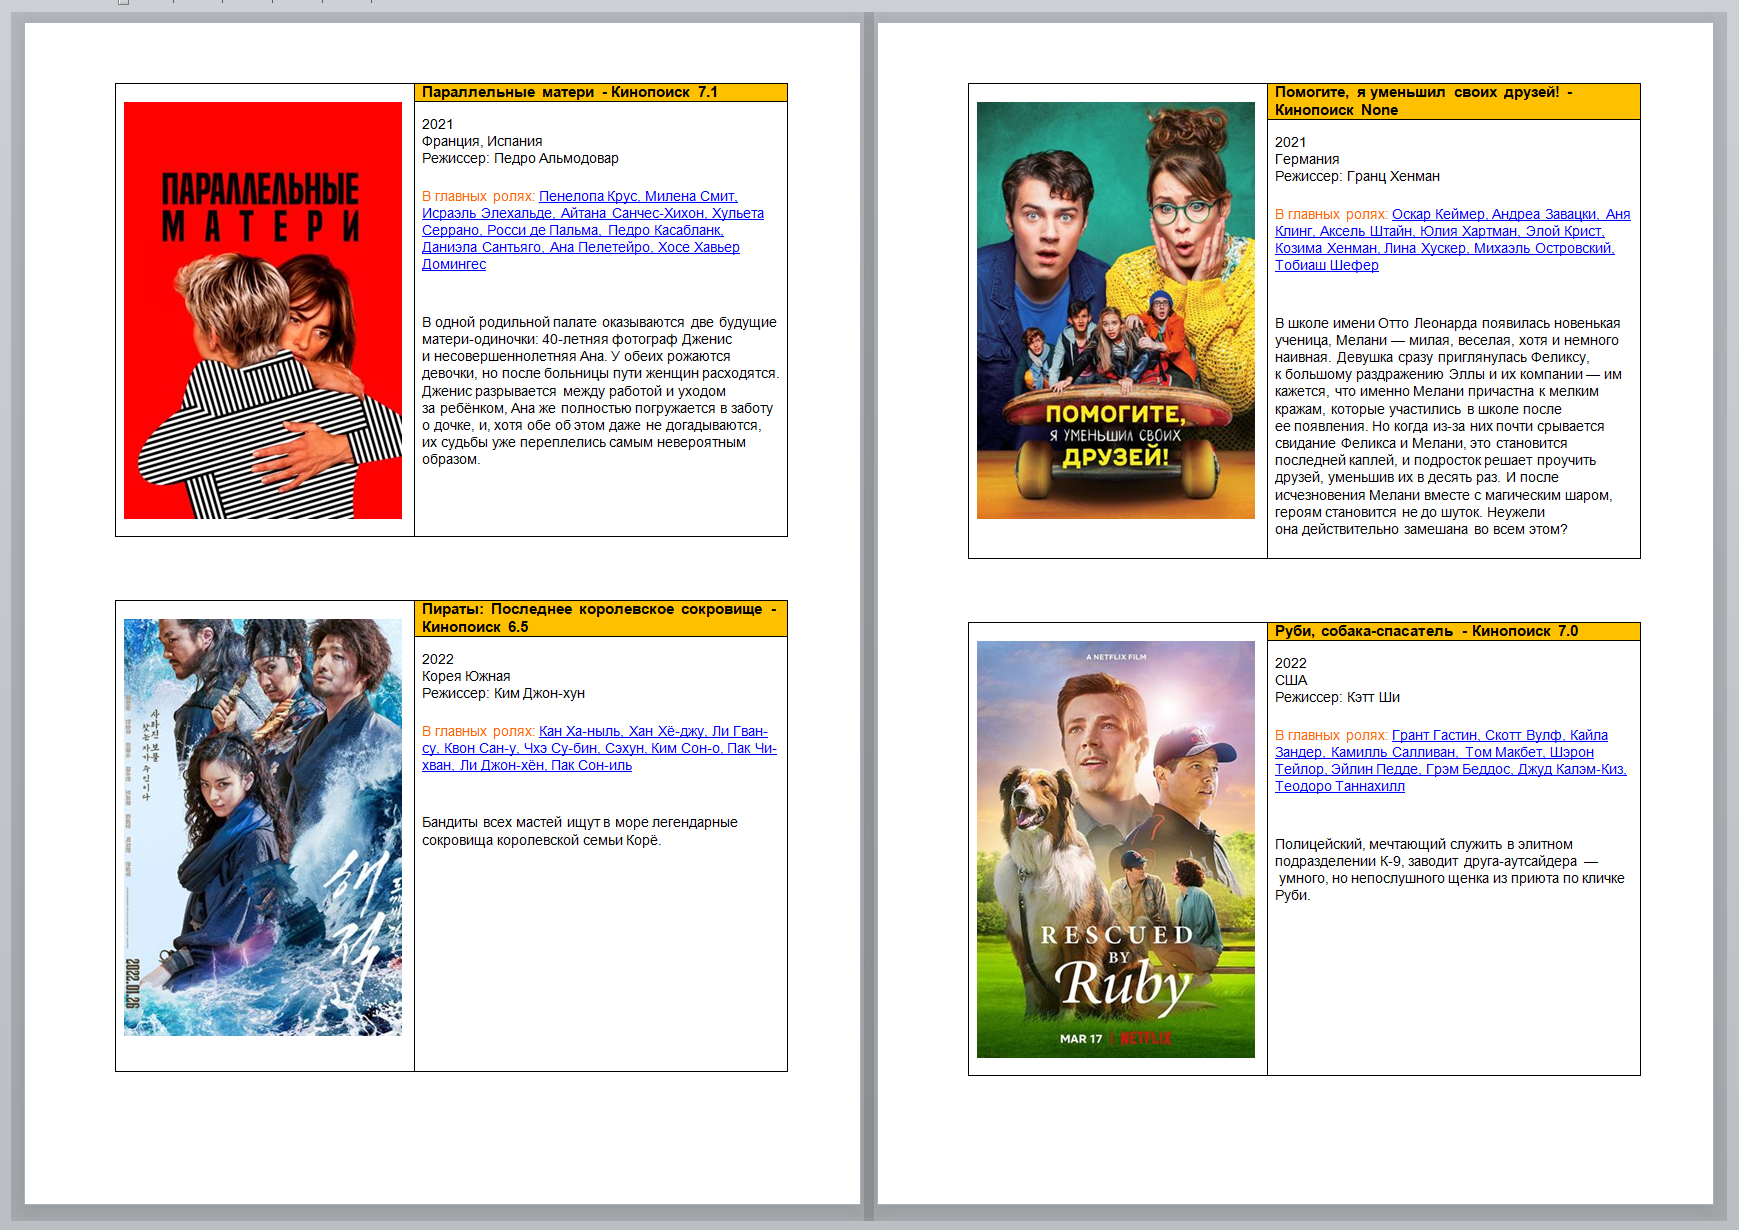 ПАРАЛЛЕЛЬНЫЕ
МАТЕРИ
Параллельные матери - Кинопоиск 7.1
2021
Франция, Испания
Режиссер: Педро Альмодовар
В главных ролях: Пенелопа Крус, Милена Смит,
Исраэль Элехальде, Айтана Санчес-Хихон, Хульета
Серрано, Росси де Пальма, Педро Касабланк,
Даниэла Сантьяго, Ана Пелетейро, Хосе Хавьер
Домингес
В одной родильной палате оказываются две будущие
матери-одиночки: 40-летняя фотограф Дженис
и несовершеннолетняя Ана. У обеих рожаются
девочки, но после больницы пути женщин расходятся.
Дженис разрывается между работой и уходом
за ребёнком, Ана же полностью погружается в заботу
о дочке, и, хотя обе об этом даже не догадываются,
их судьбы уже переплелись самым невероятным
образом.
사라진 보물
찾는 자가 주인이다
해적
2022.01.26
Пираты: Последнее королевское сокровище -
Кинопоиск 6.5
2022
Корея Южная
Режиссер: Ким Джон-хун
В главных ролях: Кан Ха-ныль, Хан Хё-джу, Ли Гван-
су, Квон Сан-у, Чхэ Су-бин, Сэхун, Ким Сон-о, Пак Чи-
хван, Ли Джон-хён, Пак Сон-иль
Бандиты всех мастей ищут в море легендарные
сокровища королевской семьи Корё.
ПОМОГИТЕ,
Я УМЕНЬШИЛ СВОИХ
ДРУЗЕЙ!
Помогите, я уменьшил своих друзей! -
Кинопоиск None
2021
Германия
Режиссер: Гранц Хенман
В главных ролях: Оскар Кеймер, Андреа Завацки, Аня
Клинг, Аксель Штайн, Юлия Хартман, Элой Крист,
Козима Хенман, Лина Хускер, Михаэль Островский,
Тобиаш Шефер
В школе имени Отто Леонарда появилась новенькая
ученица, Мелани — милая, веселая, хотя и немного
наивная. Девушка сразу приглянулась Феликсу,
к большому раздражению Эллы и их компании — им
кажется, что именно Мелани причастна к мелким
кражам, которые участились в школе после
ее появления. Но когда из-за них почти срывается
свидание Феликса и Мелани, это становится
последней каплей, и подросток решает проучить
друзей, уменьшив их в десять раз. И после
исчезновения Мелани вместе с магическим шаром,
героям становится не до шуток. Неужели
она действительно замешана во всем этом?
A NETFLIX FILM
RESCUED
BY
Ruby
MAR 17 | NETFLIX
Руби, собака-спасатель - Кинопоиск 7.0
2022
США
Режиссер: Кэтт Ши
В главных ролях: Грант Гастин, Скотт Вулф, Кайла
Зандер, Камилль Салливан, Том Макбет, Шэрон
Тейлор, Эйлин Педде, Грэм Беддос, Джуд Калэм-Киз,
Теодоро Таннахилл
Полицейский, мечтающий служить в элитном
подразделении К-9, заводит друга-аутсайдера —
умного, но непослушного щенка из приюта по кличке
Руби.